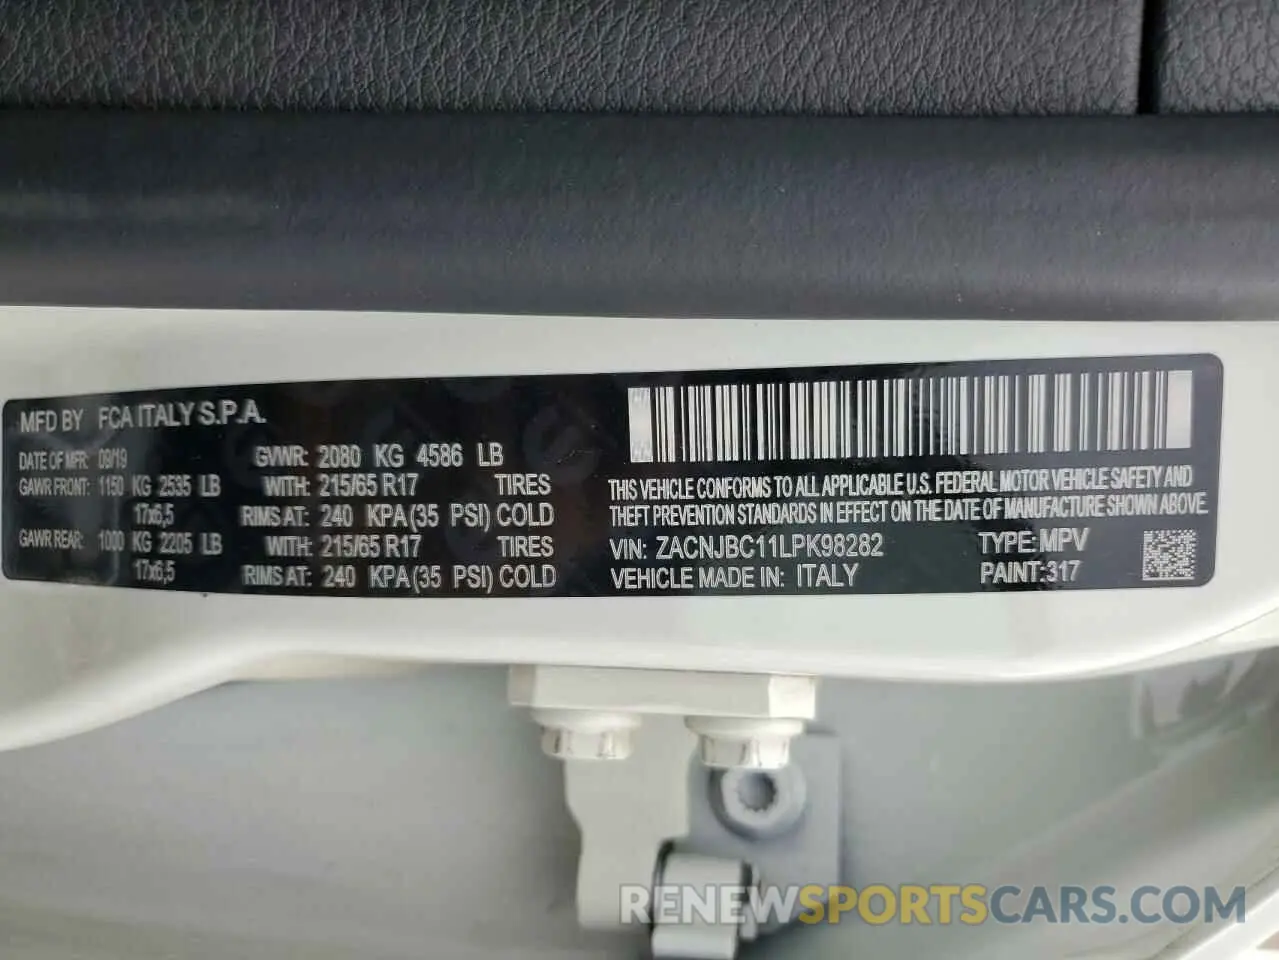 MFD BY FCA ITALY S.P.A.
DATE OF MFR: 09/19 GVWR: 2080 KG 4586 LB
GAWR FRONT: 1150 KG 2535 LB WITH: 215/65 R17 TIRES
17x6,5 RIMS AT: 240 KPA(35 PSI) COLD
GAWR REAR: 1000 KG 2205 LB WITH: 215/65 R17 TIRES
17x6,5 RIMS AT: 240 KPA(35 PSI) COLD
THIS VEHICLE CONFORMS TO ALL APPLICABLE U.S. FEDERAL MOTOR VEHICLE SAFETY AND
THEFT PREVENTION STANDARDS IN EFFECT ON THE DATE OF MANUFACTURE SHOWN ABOVE.
VIN: ZACNJBC11LPK98282 TYPE: MPV
VEHICLE MADE IN: ITALY PAINT: 317
RENEWSPORTSCARS.COM